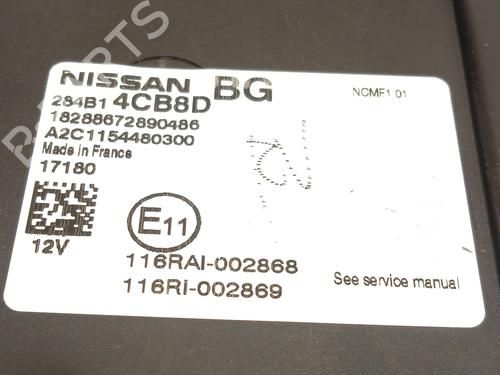 NISSAN BG
284B1 4CB8D
NCMF1 01
18288672890486
A2C1154480300
Made in France
17180
E11
12V
116RAI-002868
116RI-002869
See service manual